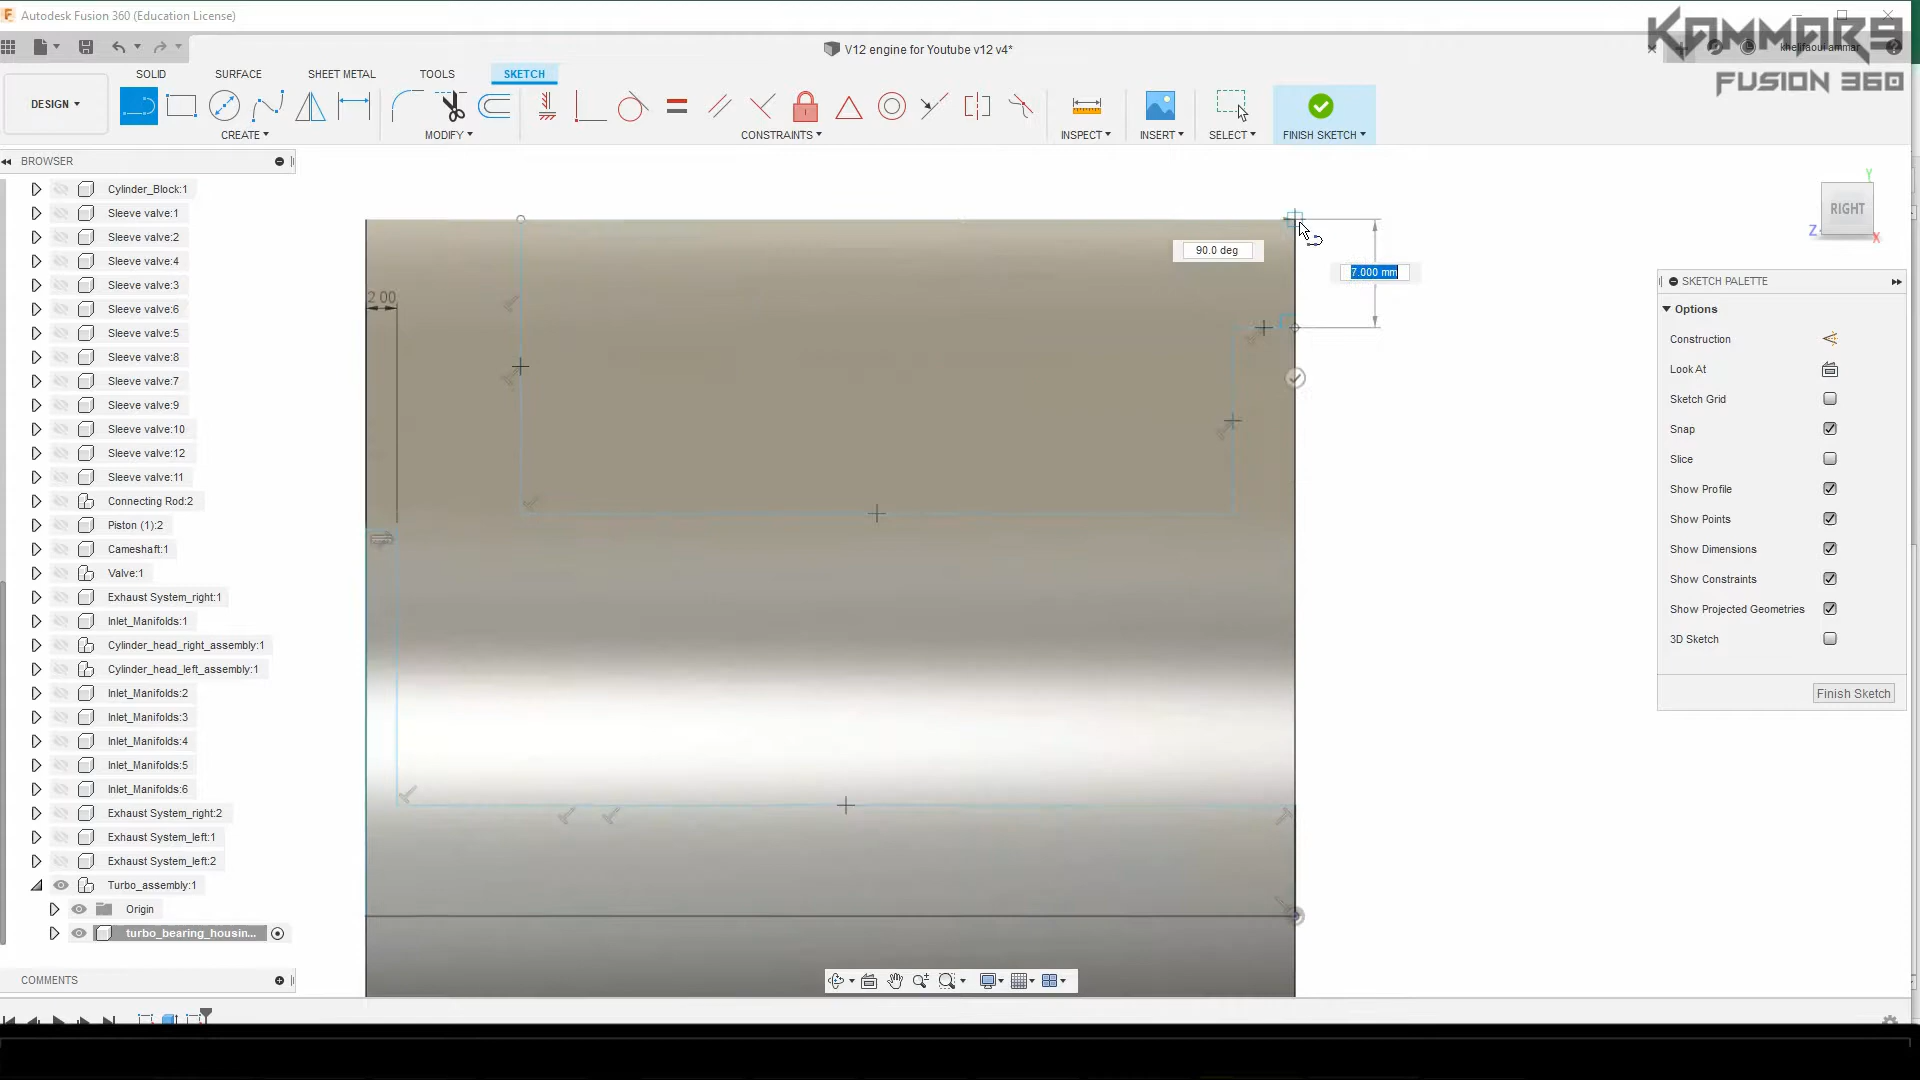 Autodesk Fusion 360 (Education License)
KAMMARS
FUSION 360
V12 engine for Youtube v12 v4*
khelifaoui ammar
DESIGN
SOLID
SURFACE
SHEET METAL
TOOLS
SKETCH
CREATE
MODIFY
CONSTRAINTS
INSPECT
INSERT
SELECT
FINISH SKETCH
BROWSER
Cylinder_Block:1
Sleeve valve:1
Sleeve valve:2
Sleeve valve:4
Sleeve valve:3
Sleeve valve:6
Sleeve valve:5
Sleeve valve:8
Sleeve valve:7
Sleeve valve:9
Sleeve valve:10
Sleeve valve:12
Sleeve valve:11
Connecting Rod:2
Piston (1):2
Cameshaft:1
Valve:1
Exhaust System_right:1
Inlet_Manifolds:1
Cylinder_head_right_assembly:1
Cylinder_head_left_assembly:1
Inlet_Manifolds:2
Inlet_Manifolds:3
Inlet_Manifolds:4
Inlet_Manifolds:5
Inlet_Manifolds:6
Exhaust System_right:2
Exhaust System_left:1
Exhaust System_left:2
Turbo_assembly:1
Origin
turbo_bearing_housin...
COMMENTS
2.00
90.0 deg
7.000 mm
Y
RIGHT
Z
X
SKETCH PALETTE
Options
Construction
Look At
Sketch Grid
Snap
Slice
Show Profile
Show Points
Show Dimensions
Show Constraints
Show Projected Geometries
3D Sketch
Finish Sketch